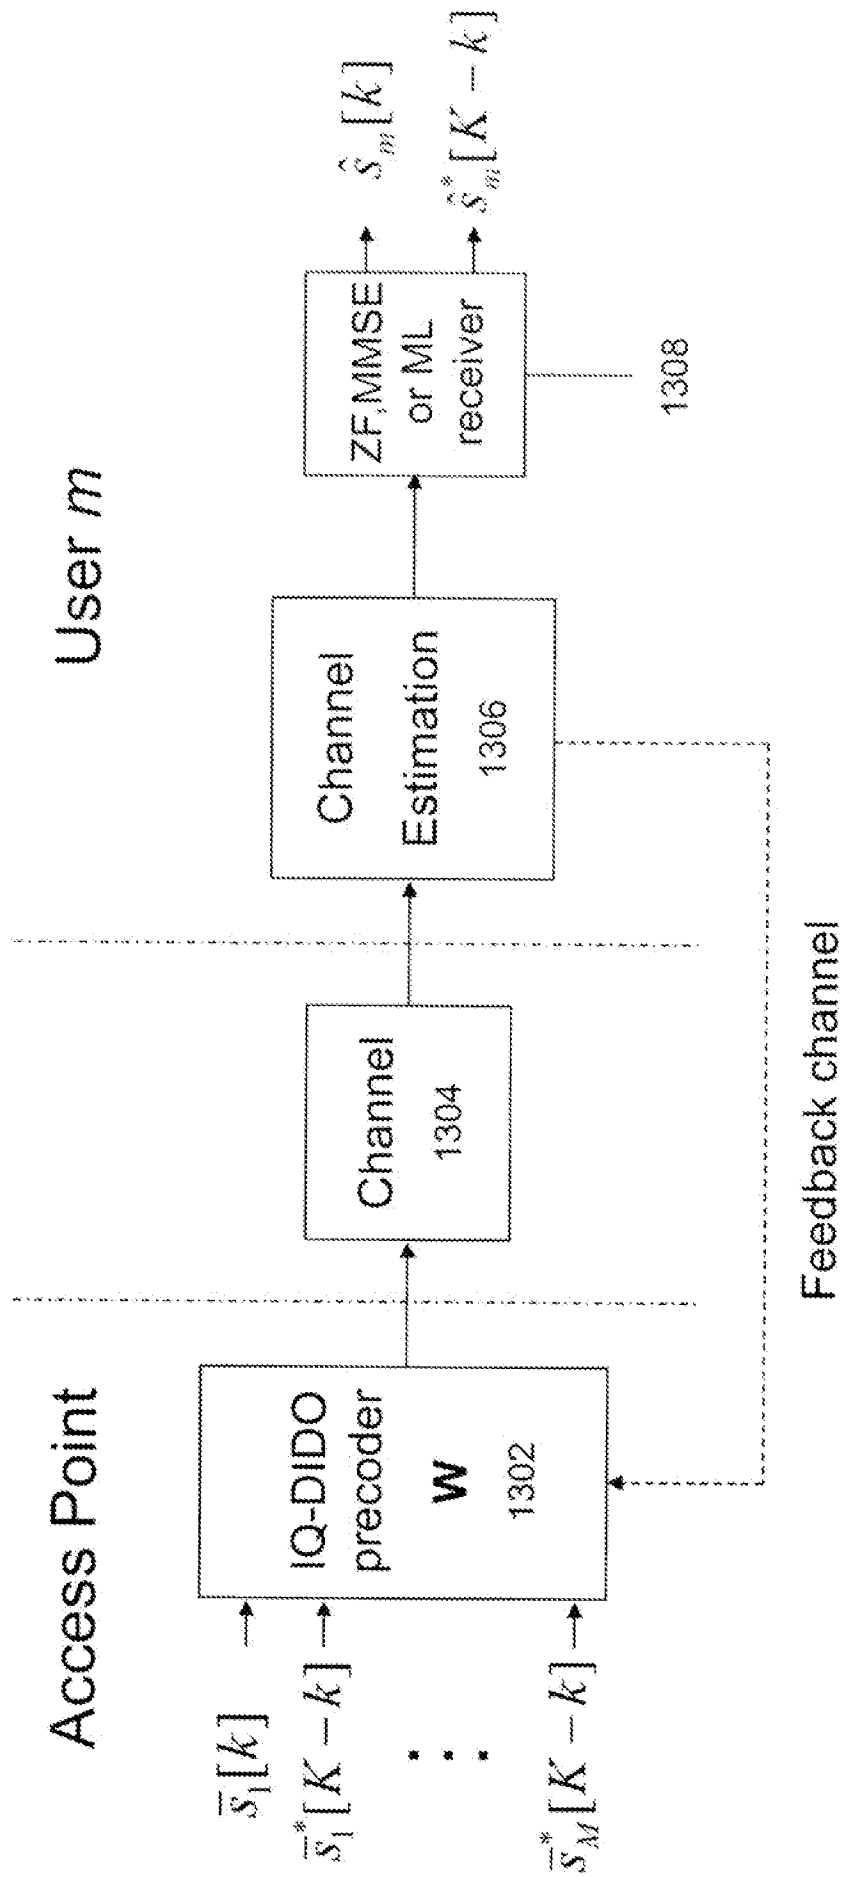 Access Point
User m
s̅₁[k]
s̅₁*[K − k]
⋮
s̅_M*[K − k]
IQ-DIDO
precoder
W
1302
Channel
1304
Channel
Estimation
1306
ZF,MMSE
or ML
receiver
1308
ŝ_m[k]
ŝ_m*[K − k]
Feedback channel